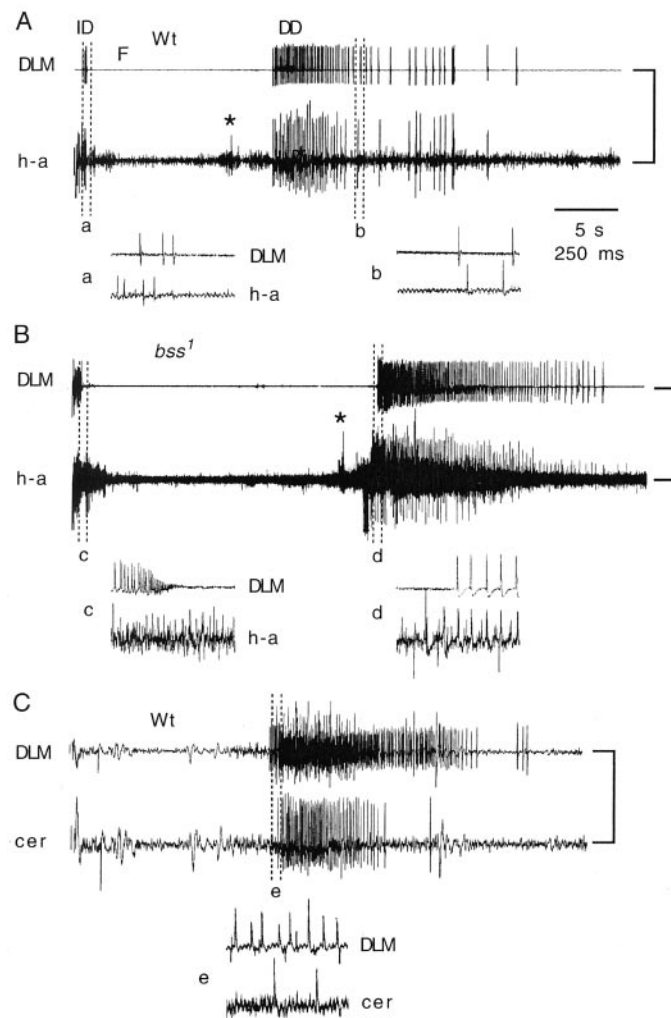 A
ID
DD
F
Wt
DLM
*
h-a
*
a
b
5 s
250 ms
a
DLM
h-a
b
B
bss¹
DLM
*
h-a
c
d
c
DLM
h-a
d
C
Wt
DLM
cer
e
e
DLM
cer